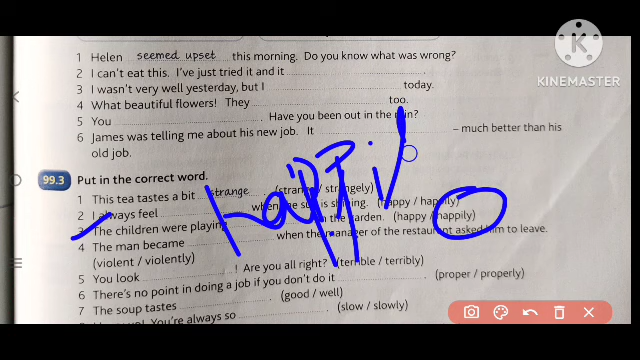 1 Helen seemed upset this morning. Do you know what was wrong?
2 I can't eat this. I've just tried it and it .
3 I wasn't very well yesterday, but I today.
4 What beautiful flowers! They too.
5 You . Have you been out in the rain?
6 James was telling me about his new job. It – much better than his
old job.
KINEMASTER
99.3 Put in the correct word.
1 This tea tastes a bit strange . (strange / strangely)
2 I always feel when the sun is shining. (happy / happily)
3 The children were playing in the garden. (happy / happily)
4 The man became when the manager of the restaurant asked him to leave.
(violent / violently)
5 You look ! Are you all right? (terrible / terribly)
6 There's no point in doing a job if you don't do it . (proper / properly)
7 The soup tastes . (good / well)
You're always so . (slow / slowly)